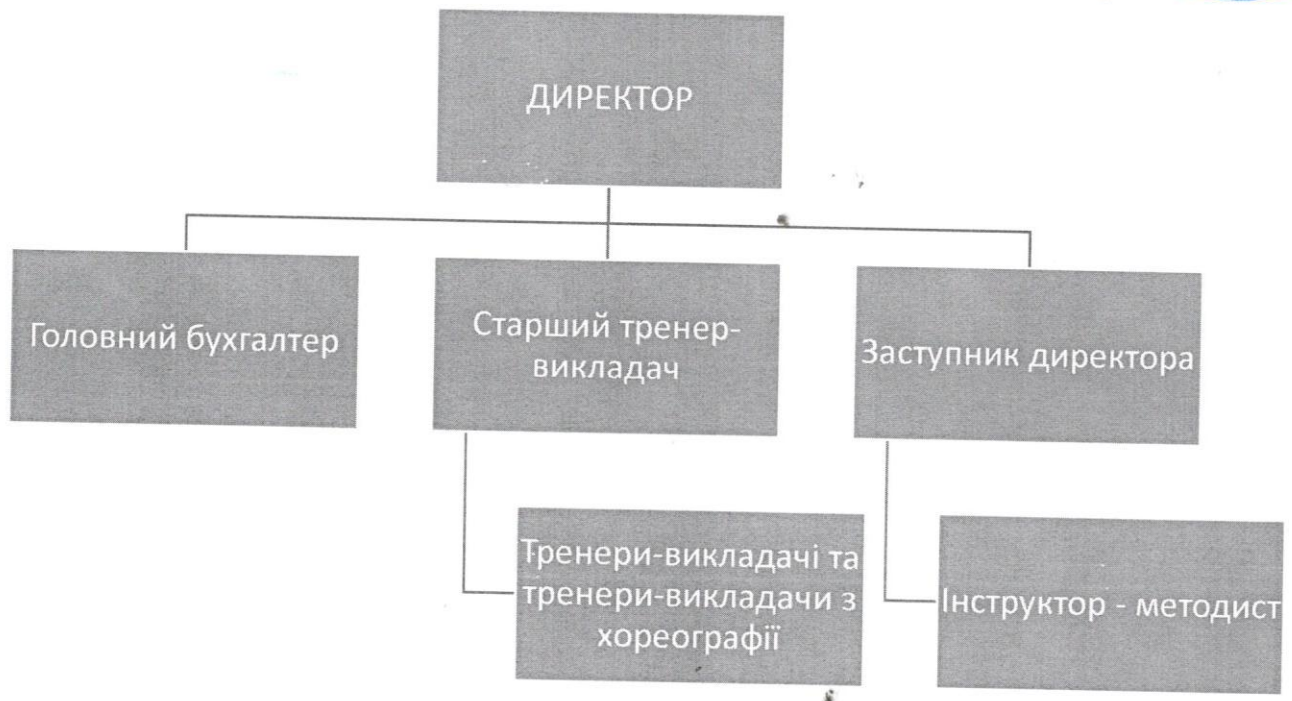 ДИРЕКТОР
Головний бухгалтер
Старший тренер-
викладач
Заступник директора
Тренери-викладачі та
тренери-викладачи з
хореографії
Інструктор - методист